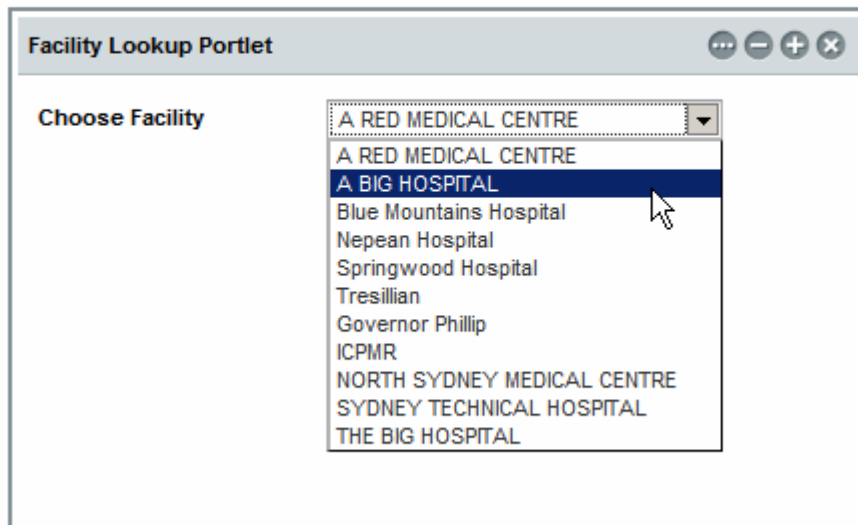 Facility Lookup Portlet
Choose Facility
A RED MEDICAL CENTRE
A RED MEDICAL CENTRE
A BIG HOSPITAL
Blue Mountains Hospital
Nepean Hospital
Springwood Hospital
Tresillian
Governor Phillip
ICPMR
NORTH SYDNEY MEDICAL CENTRE
SYDNEY TECHNICAL HOSPITAL
THE BIG HOSPITAL